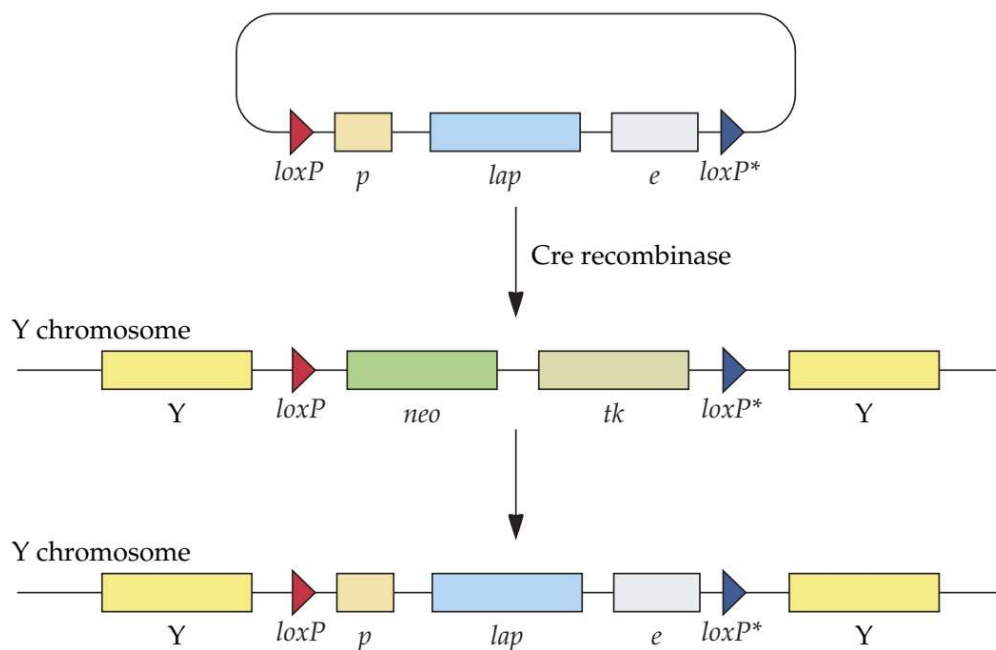 loxP p lap e loxP*
Cre recombinase
Y chromosome
Y loxP neo tk loxP* Y
Y chromosome
Y loxP p lap e loxP* Y